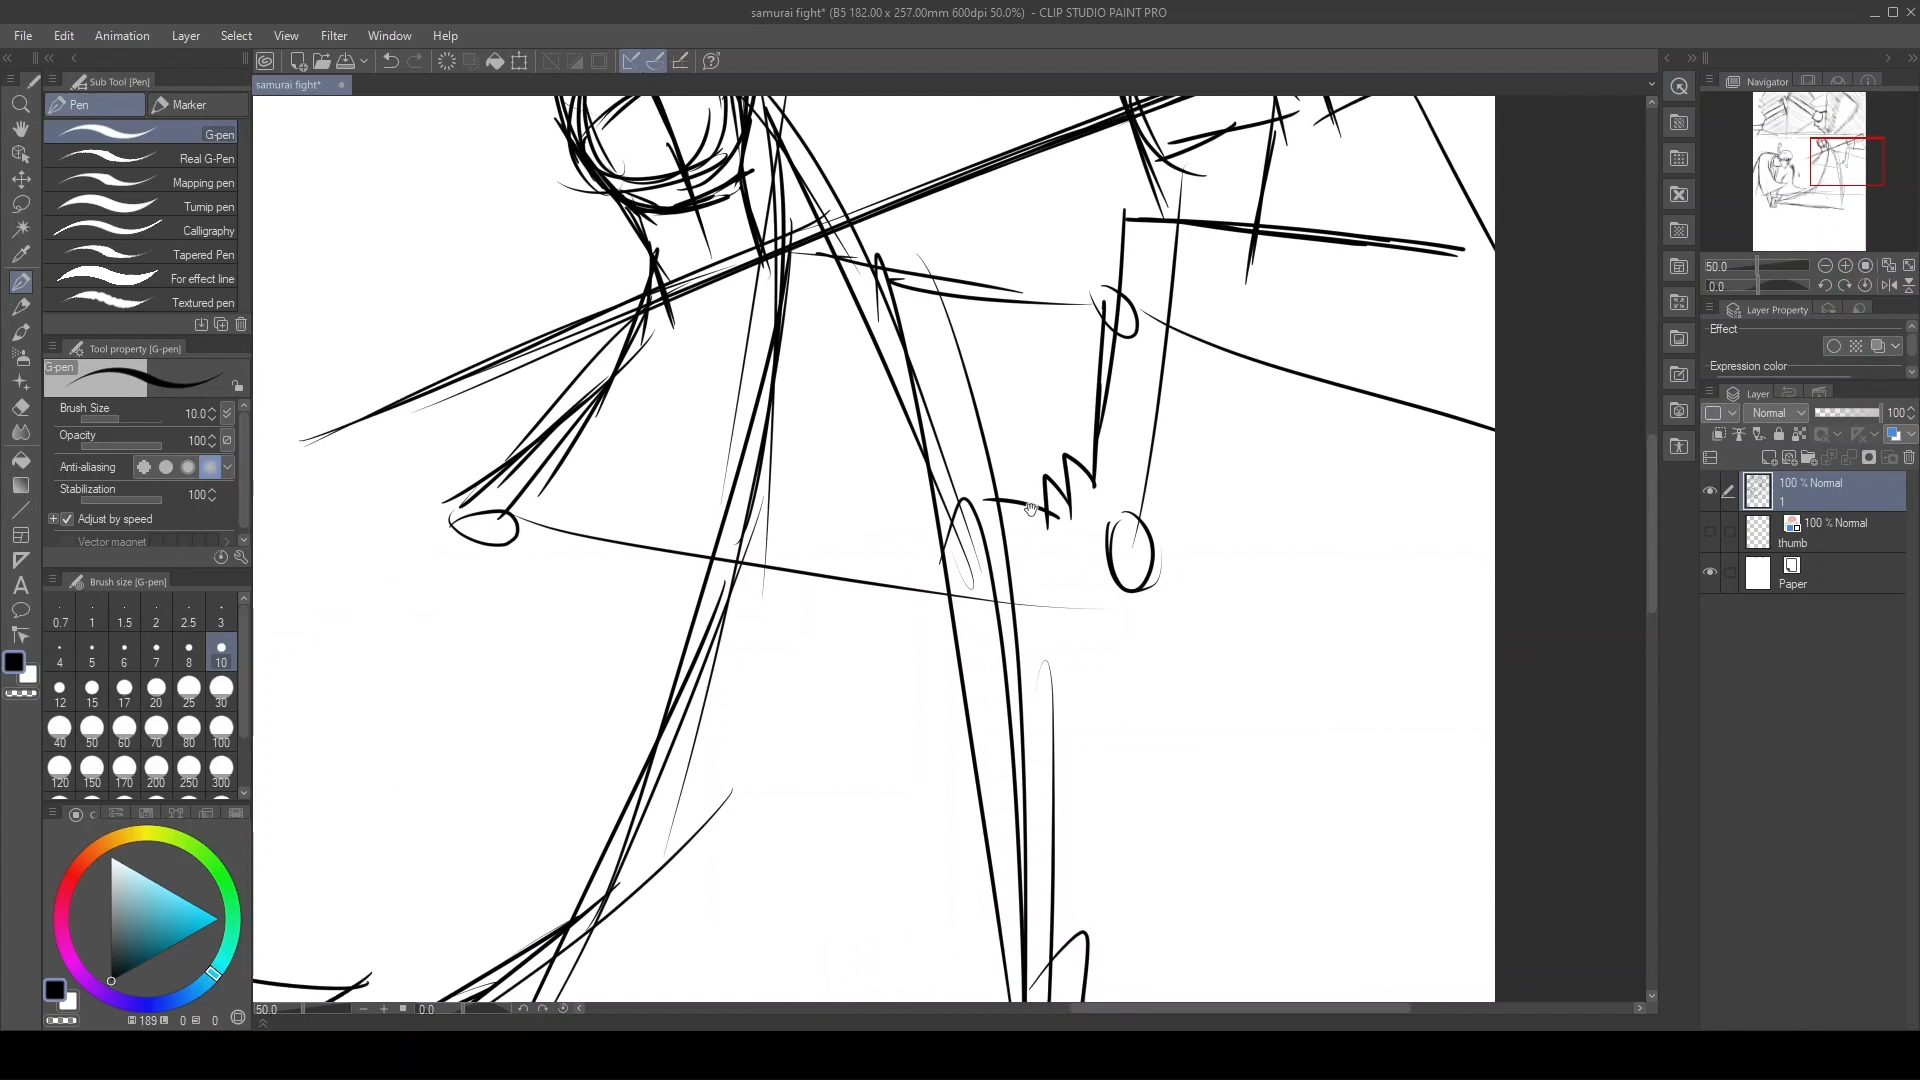 samurai fight* (B5 182.00 x 257.00mm 600dpi 50.0%) - CLIP STUDIO PAINT PRO
File Edit Animation Layer Select View Filter Window Help
Sub Tool [Pen]
samurai fight*
Navigator
Pen Marker
G-pen
Real G-Pen
Mapping pen
Turnip pen
Calligraphy
Tapered Pen
For effect line
Textured pen
Tool property [G-pen]
G-pen
Brush Size 10.0
Opacity 100
Anti-aliasing
Stabilization 100
Adjust by speed
Vector magnet
Brush size [G-pen]
0.7 1 1.5 2 2.5 3
4 5 6 7 8 10
12 15 17 20 25 30
40 50 60 70 80 100
120 150 170 200 250 300
C
189 0 0
50.0 0.0
50.0
0.0
Layer Property
Effect
Expression color
Layer
Normal 100
100 % Normal
1
100 % Normal
thumb
Paper